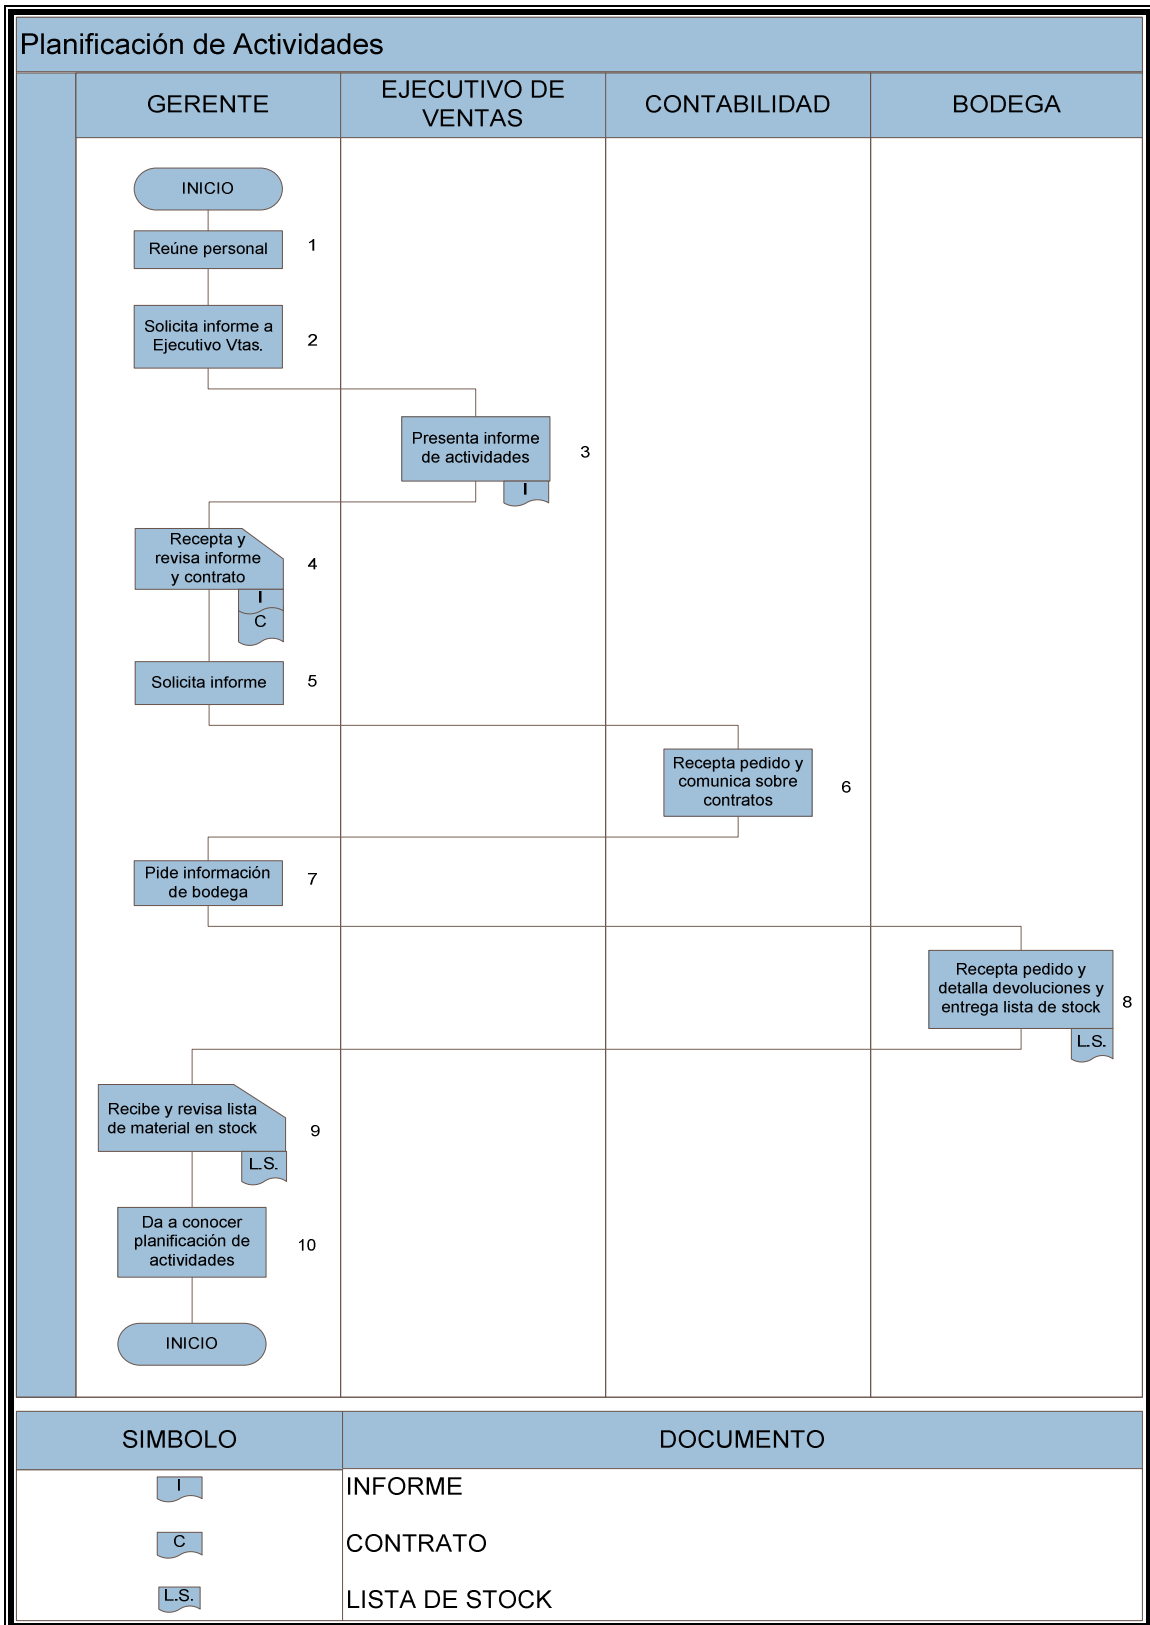 Planificación de Actividades
GERENTE
EJECUTIVO DE
VENTAS
CONTABILIDAD
BODEGA
INICIO
Reúne personal
1
Solicita informe a
Ejecutivo Vtas.
2
Presenta informe
de actividades
3
I
Recepta y
revisa informe
y contrato
4
I
C
Solicita informe
5
Recepta pedido y
comunica sobre
contratos
6
Pide información
de bodega
7
Recepta pedido y
detalla devoluciones y
entrega lista de stock
8
L.S.
Recibe y revisa lista
de material en stock
9
L.S.
Da a conocer
planificación de
actividades
10
INICIO
SIMBOLO
DOCUMENTO
I
INFORME
C
CONTRATO
L.S.
LISTA DE STOCK